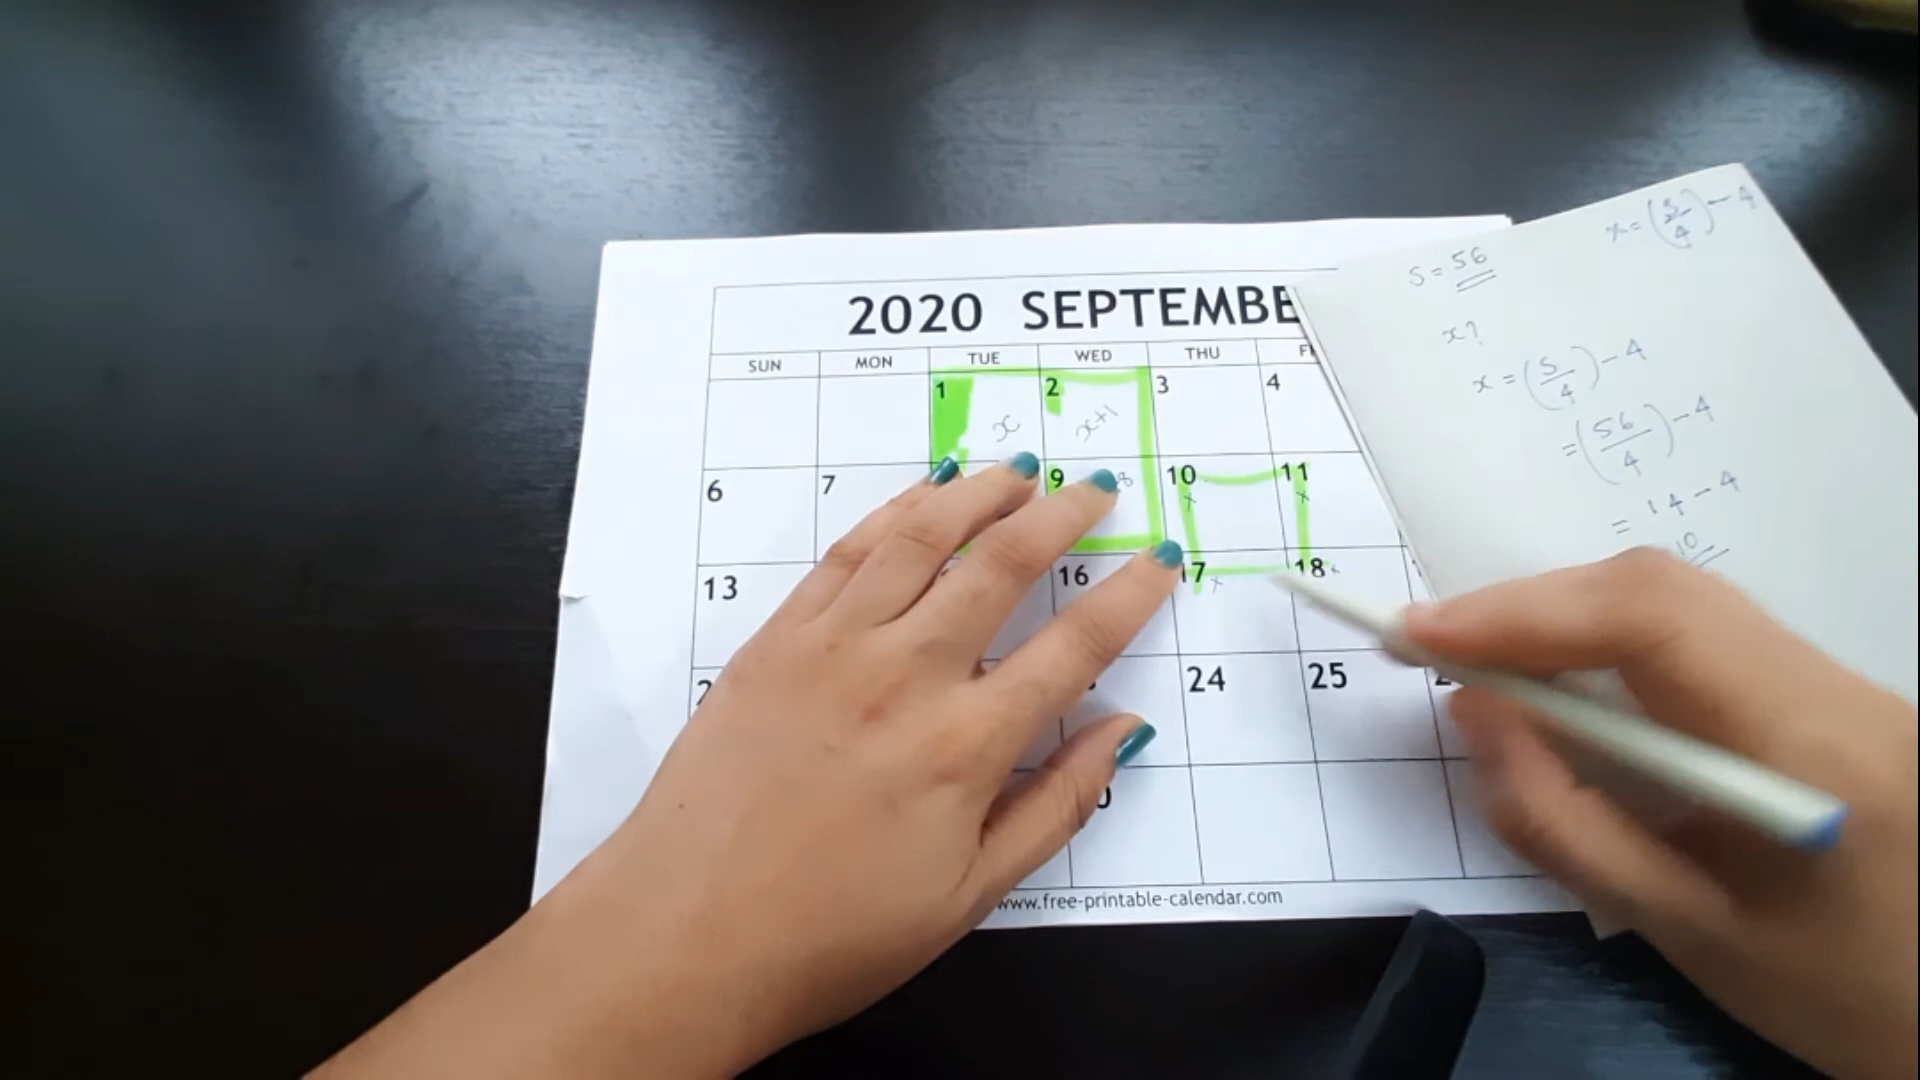 2020 SEPTEMBE
SUN MON TUE WED THU
1 2 3 4
x x+1
6 7 9 10 11
8
x x
13 16 17 18
x x
24 25
www.free-printable-calendar.com
x = (S/4) - 4
S = 56
x?
x = (S/4) - 4
= (56/4) - 4
= 14 - 4
10